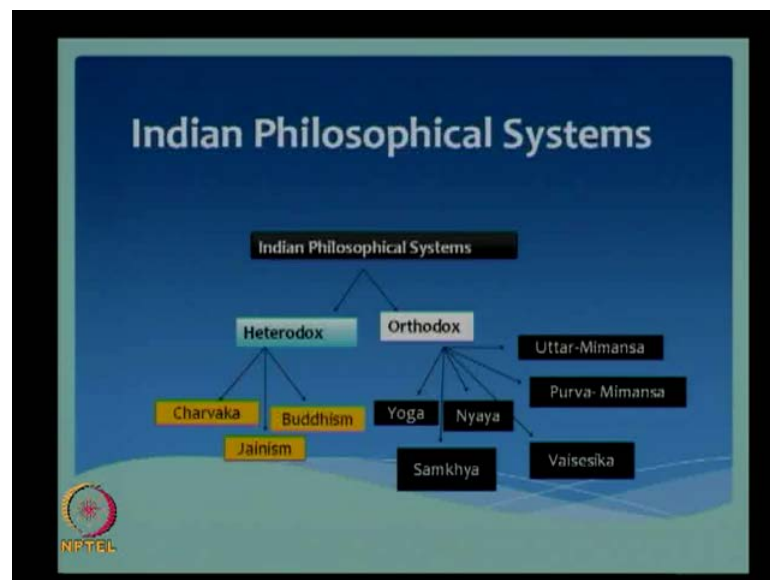 Indian Philosophical Systems
Indian Philosophical Systems
Heterodox
Orthodox
Uttar-Mimansa
Purva- Mimansa
Charvaka
Buddhism
Yoga
Nyaya
Jainism
Samkhya
Vaisesika
NPTEL